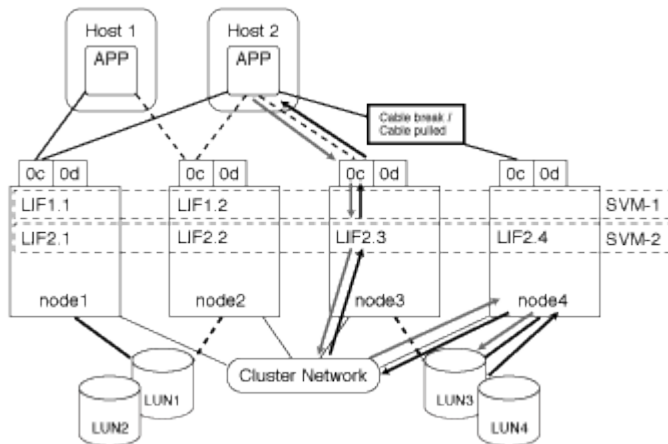 Host 1
Host 2
APP
APP
Cable break /
Cable pulled
0c 0d
0c 0d
0c 0d
0c 0d
LIF1.1
LIF1.2
SVM-1
LIF2.1
LIF2.2
LIF2.3
LIF2.4
SVM-2
node1
node2
node3
node4
LUN1
LUN2
Cluster Network
LUN3
LUN4